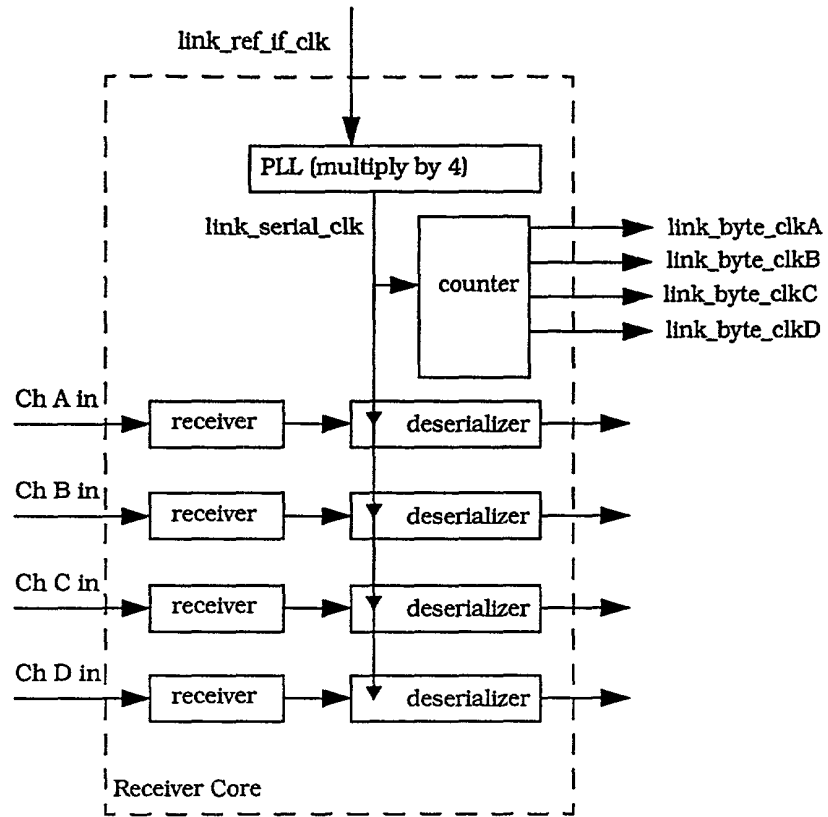 link_ref_if_clk
PLL (multiply by 4)
link_serial_clk
counter
link_byte_clkA
link_byte_clkB
link_byte_clkC
link_byte_clkD
Ch A in
receiver
deserializer
Ch B in
receiver
deserializer
Ch C in
receiver
deserializer
Ch D in
receiver
deserializer
Receiver Core